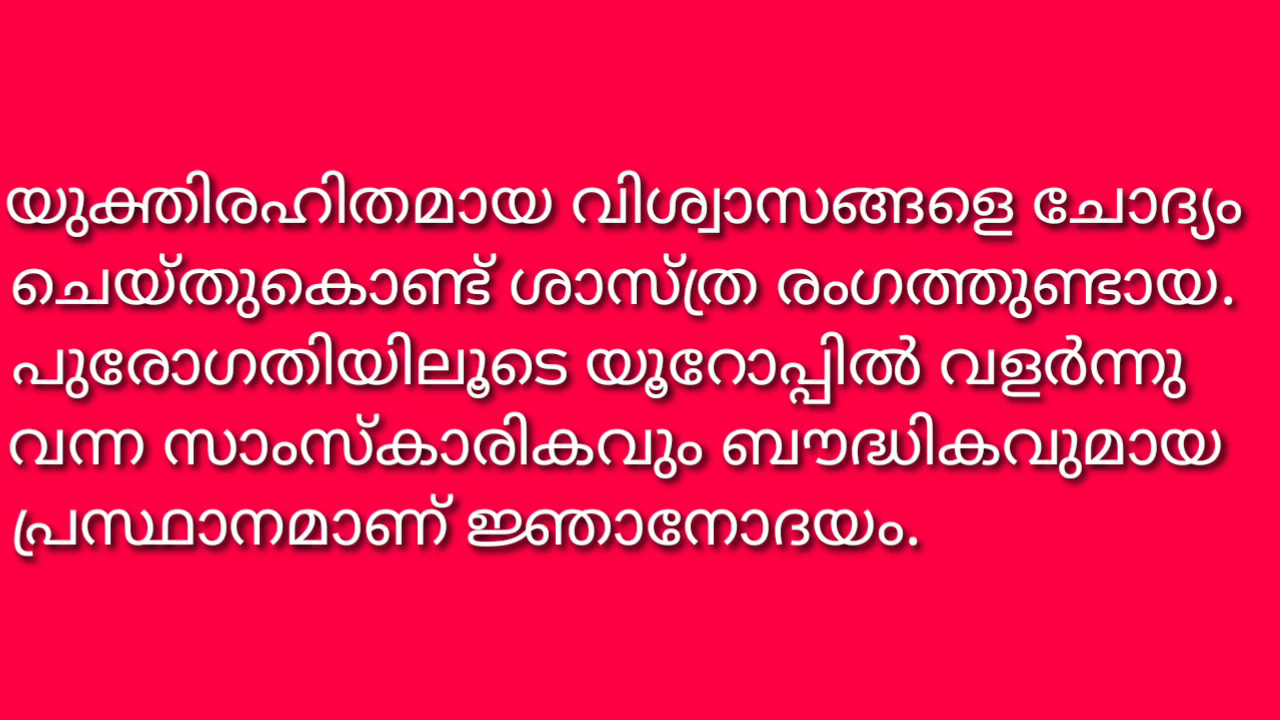 യുക്തിരഹിതമായ വിശ്വാസങ്ങളെ ചോദ്യം
ചെയ്തുകൊണ്ട് ശാസ്ത്ര രംഗത്തുണ്ടായ.
പുരോഗതിയിലൂടെ യൂറോപ്പിൽ വളർന്നു
വന്ന സാംസ്കാരികവും ബൗദ്ധികവുമായ
പ്രസ്ഥാനമാണ് ജ്ഞാനോദയം.